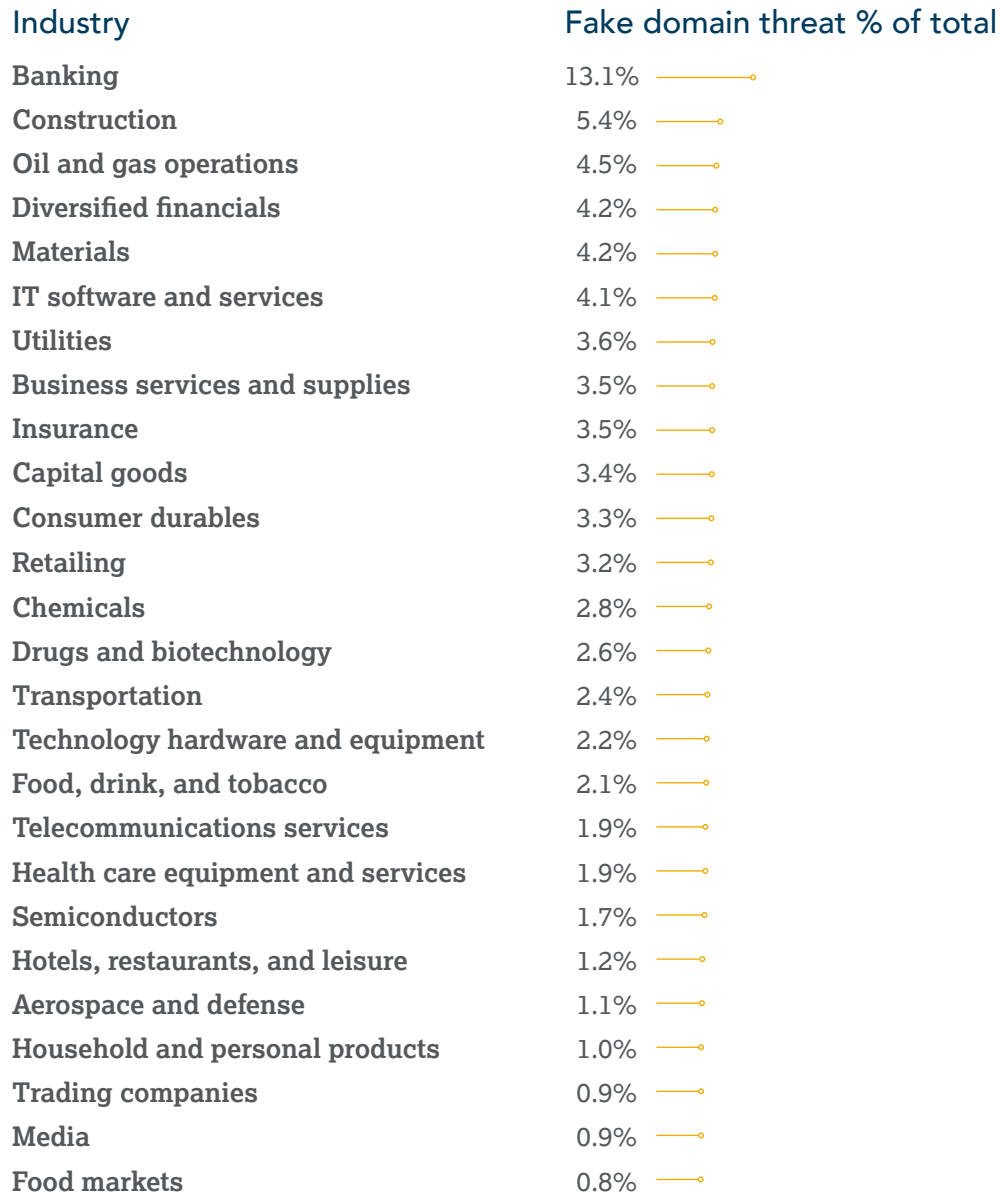 Industry Fake domain threat % of total
Banking 13.1%
Construction 5.4%
Oil and gas operations 4.5%
Diversified financials 4.2%
Materials 4.2%
IT software and services 4.1%
Utilities 3.6%
Business services and supplies 3.5%
Insurance 3.5%
Capital goods 3.4%
Consumer durables 3.3%
Retailing 3.2%
Chemicals 2.8%
Drugs and biotechnology 2.6%
Transportation 2.4%
Technology hardware and equipment 2.2%
Food, drink, and tobacco 2.1%
Telecommunications services 1.9%
Health care equipment and services 1.9%
Semiconductors 1.7%
Hotels, restaurants, and leisure 1.2%
Aerospace and defense 1.1%
Household and personal products 1.0%
Trading companies 0.9%
Media 0.9%
Food markets 0.8%